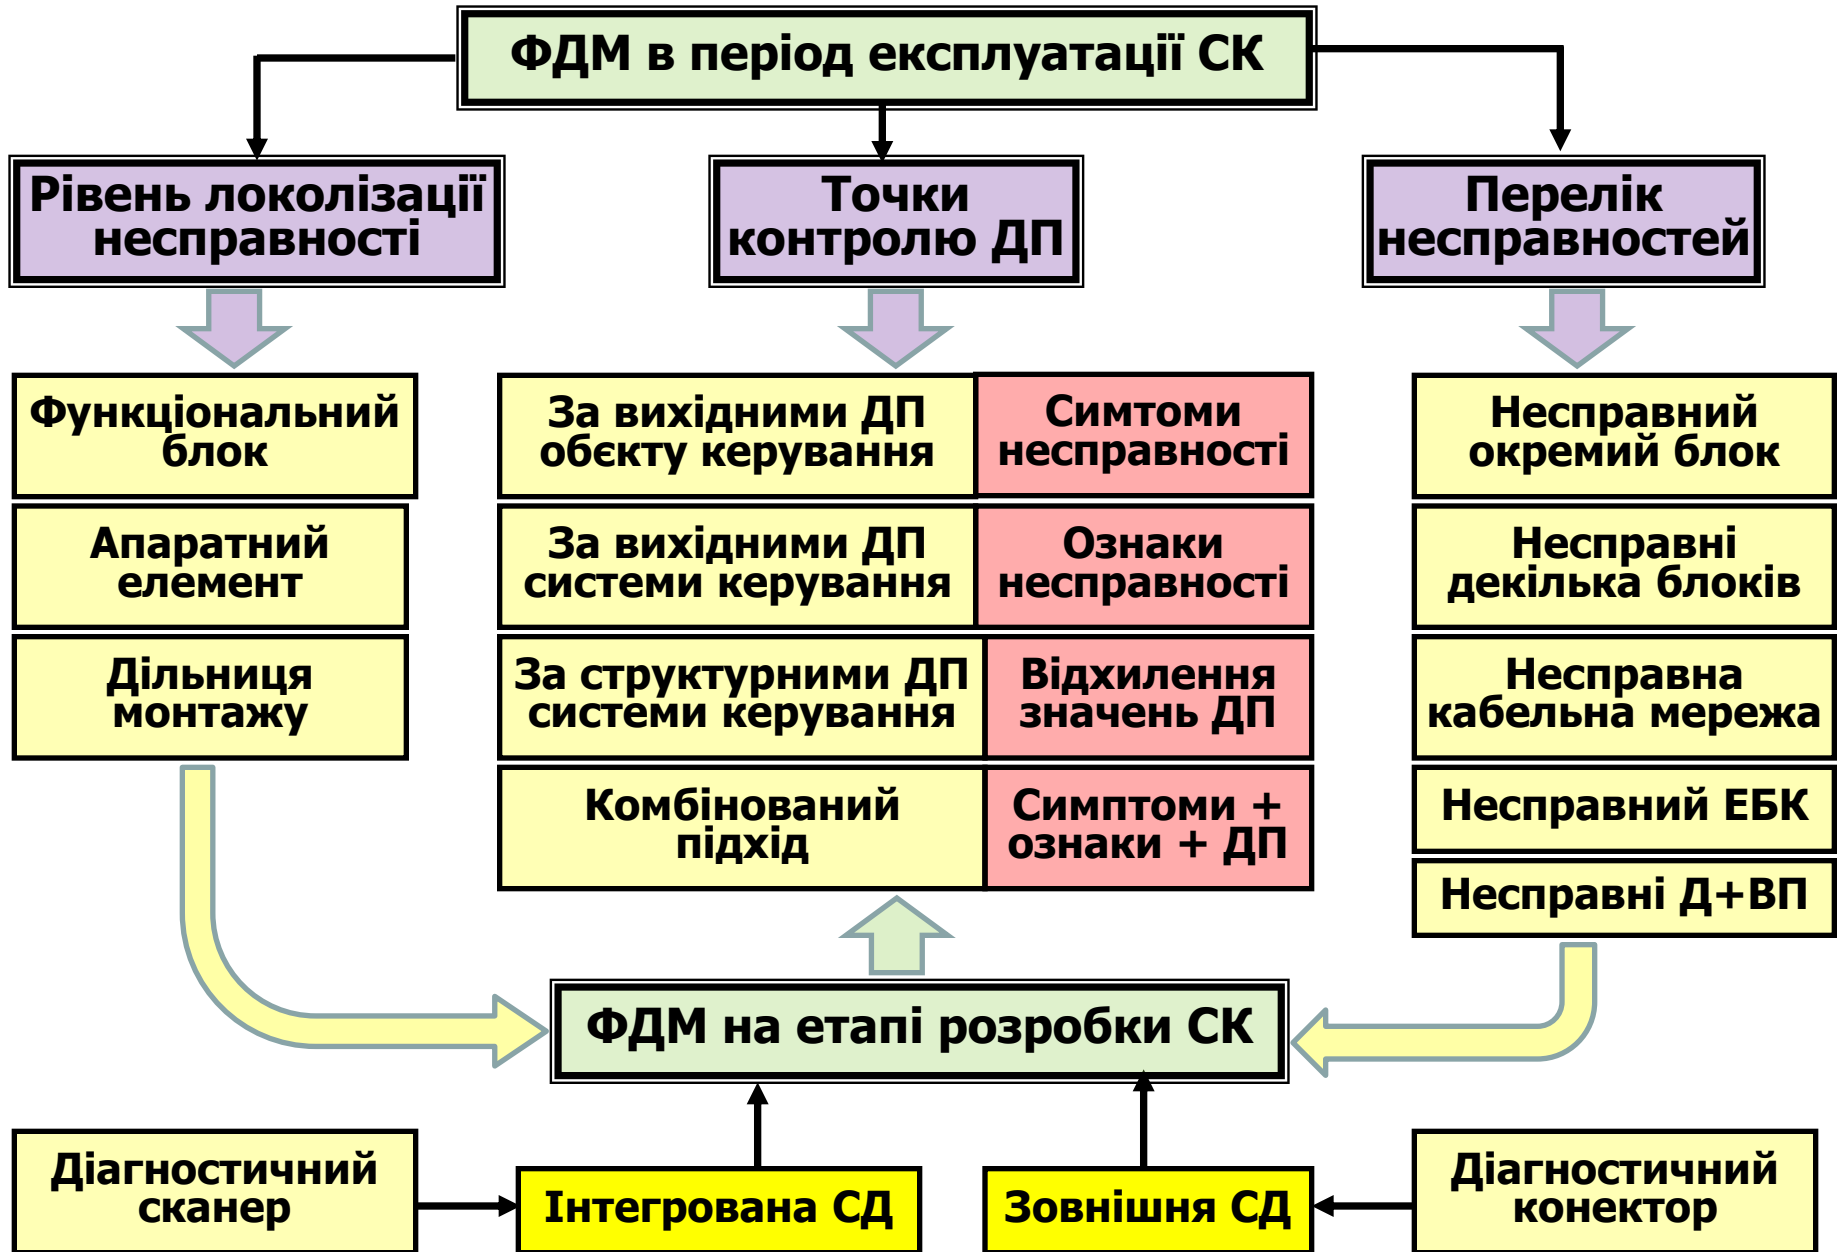 ФДМ в період експлуатації СК
Рівень локолізації
несправності
Точки
контролю ДП
Перелік
несправностей
Функціональний
блок
Апаратний
елемент
Дільниця
монтажу
За вихідними ДП
обєкту керування
Симтоми
несправності
За вихідними ДП
системи керування
Ознаки
несправності
За структурними ДП
системи керування
Відхилення
значень ДП
Комбінований
підхід
Симптоми +
ознаки + ДП
Несправний
окремий блок
Несправні
декілька блоків
Несправна
кабельна мережа
Несправний ЕБК
Несправні Д+ВП
ФДМ на етапі розробки СК
Діагностичний
сканер
Інтегрована СД
Зовнішня СД
Діагностичний
конектор